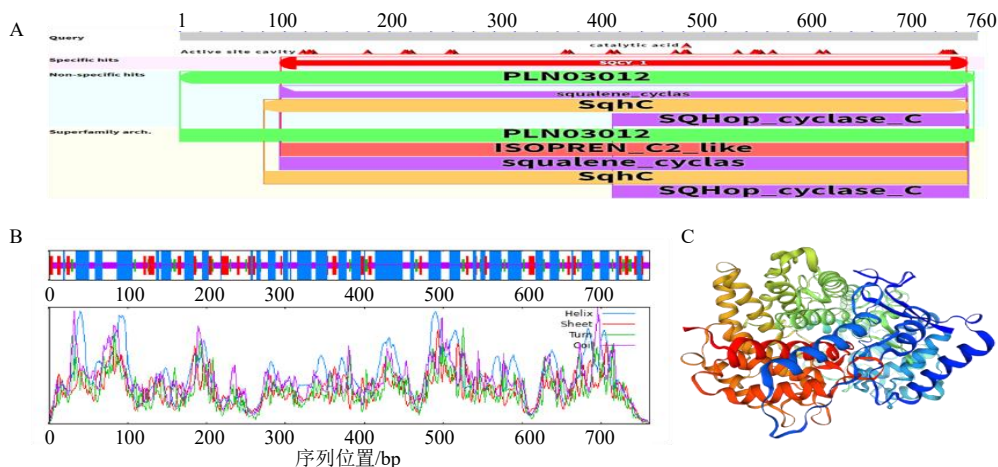 A
1 100 200 300 400 500 600 700 760
Query
catalytic acid
Active site cavity
Specific hits
SQCY_1
Non-specific hits
PLN03012
squalene_cyclas
SqhC
SQHop_cyclase_C
Superfamily arch.
PLN03012
ISOPREN_C2_like
squalene_cyclas
SqhC
SQHop_cyclase_C
B
C
0 100 200 300 400 500 600 700
Helix
Sheet
Turn
Coil
0 100 200 300 400 500 600 700
序列位置/bp